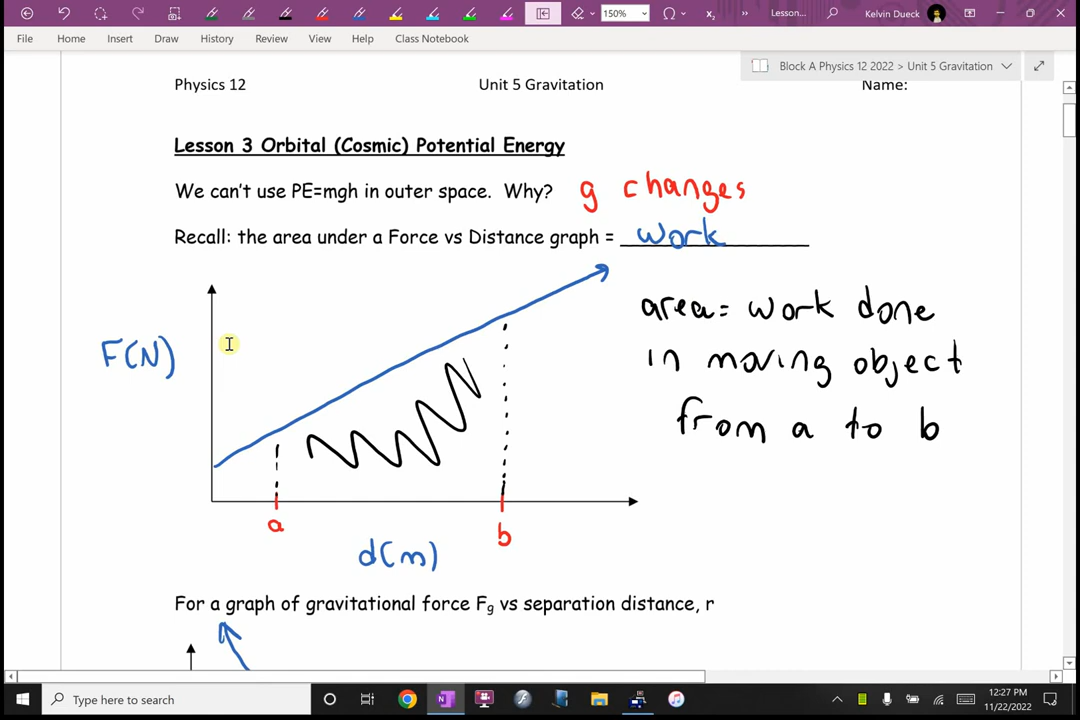 150%
Lesson...
Kelvin Dueck
File Home Insert Draw History Review View Help Class Notebook
Block A Physics 12 2022 > Unit 5 Gravitation
Physics 12 Unit 5 Gravitation Name:
Lesson 3 Orbital (Cosmic) Potential Energy
We can't use PE=mgh in outer space. Why? g changes
Recall: the area under a Force vs Distance graph = work
area = work done
in moving object
from a to b
F(N)
a
b
d(m)
For a graph of gravitational force Fg vs separation distance, r
Type here to search
12:27 PM
11/22/2022